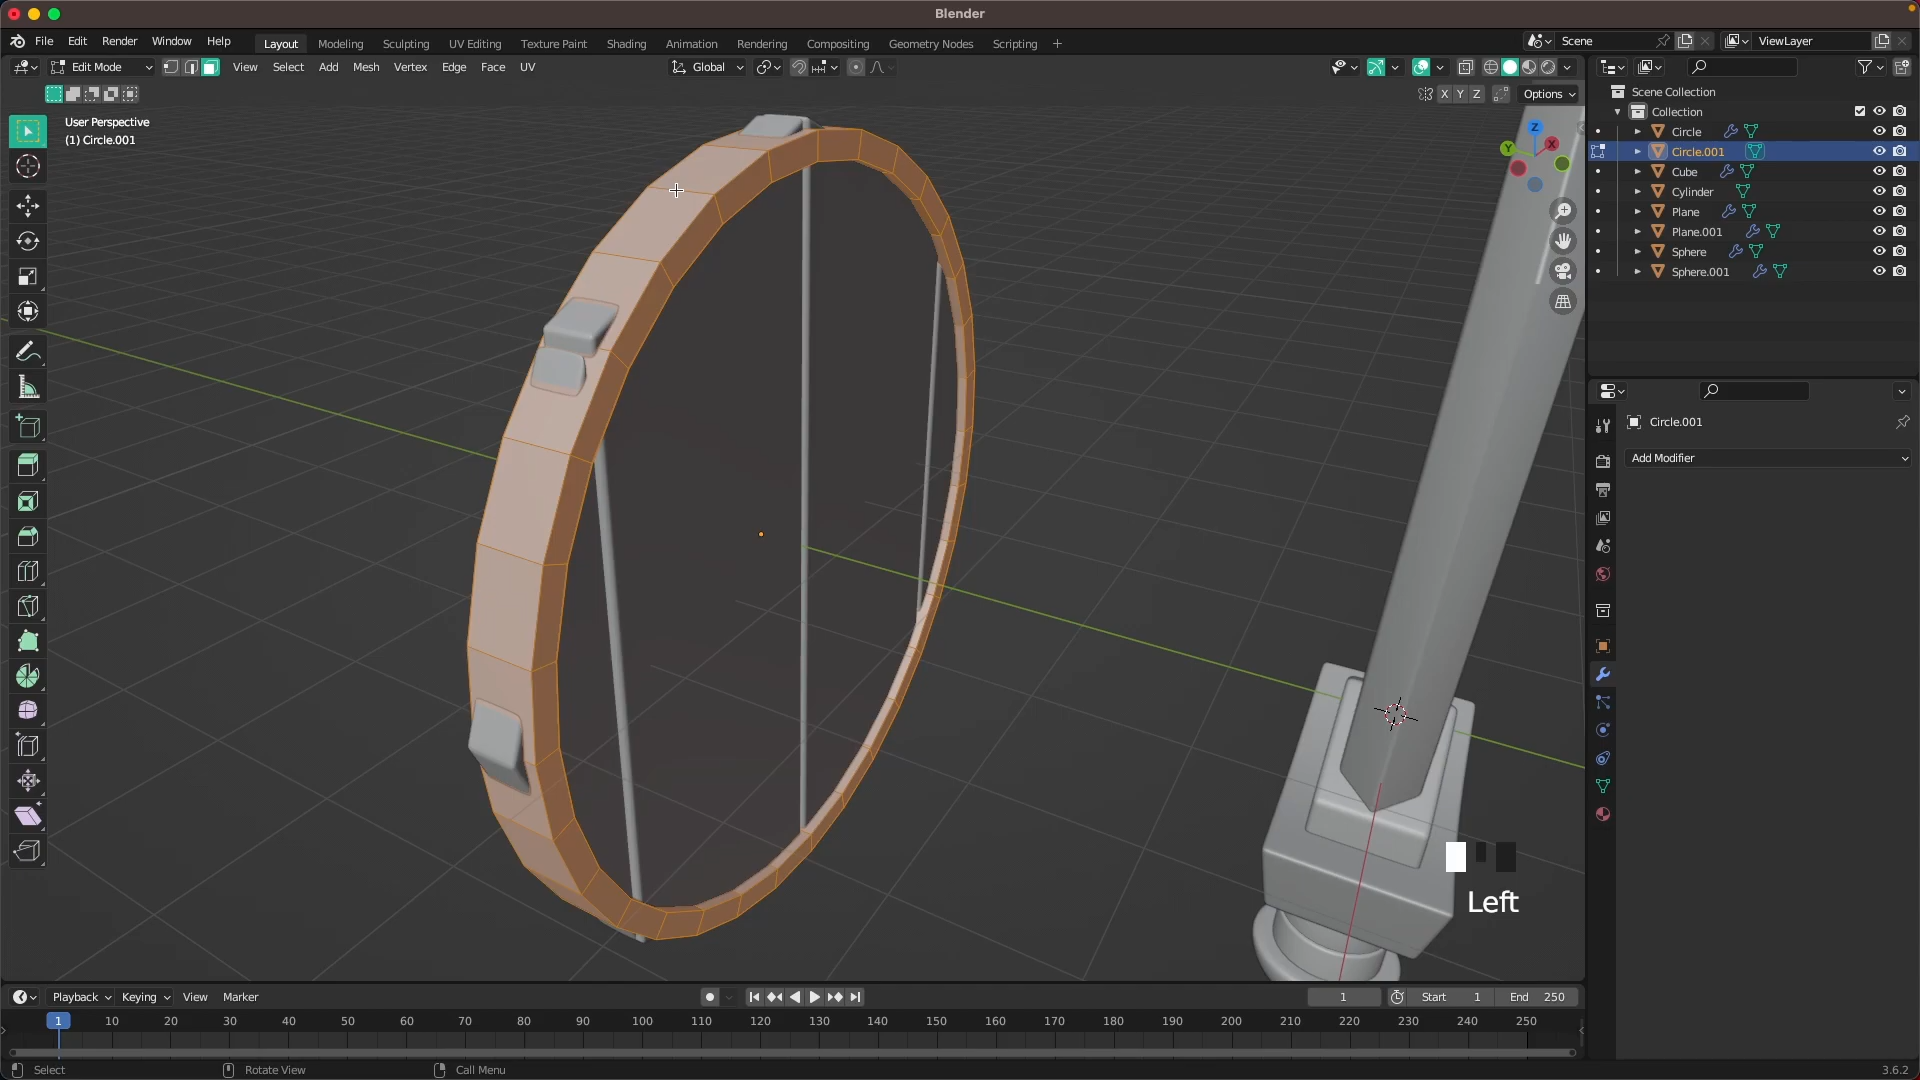 Blender
File Edit Render Window Help
Layout Modeling Sculpting UV Editing Texture Paint Shading Animation Rendering Compositing Geometry Nodes Scripting +
Scene
ViewLayer
Edit Mode
View Select Add Mesh Vertex Edge Face UV
Global
X Y Z
Options
User Perspective
(1) Circle.001
Z
Y
X
Scene Collection
Collection
Circle
Circle.001
Cube
Cylinder
Plane
Plane.001
Sphere
Sphere.001
Circle.001
Add Modifier
Left
Playback Keying View Marker
1
Start 1
End 250
1 10 20 30 40 50 60 70 80 90 100 110 120 130 140 150 160 170 180 190 200 210 220 230 240 250
Select
Rotate View
Call Menu
3.6.2